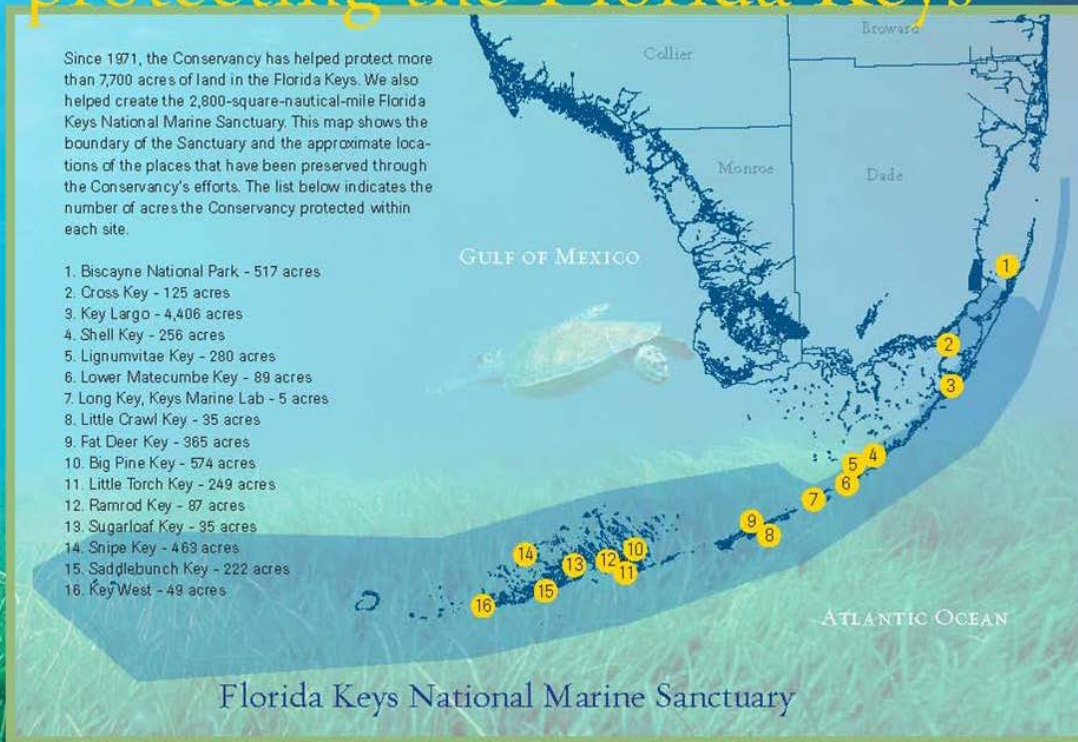 protecting the Florida Keys
Since 1971, the Conservancy has helped protect more
than 7,700 acres of land in the Florida Keys. We also
helped create the 2,800-square-nautical-mile Florida
Keys National Marine Sanctuary. This map shows the
boundary of the Sanctuary and the approximate loca-
tions of the places that have been preserved through
the Conservancy's efforts. The list below indicates the
number of acres the Conservancy protected within
each site.
1. Biscayne National Park - 517 acres
2. Cross Key - 125 acres
3. Key Largo - 4,406 acres
4. Shell Key - 256 acres
5. Lignumvitae Key - 280 acres
6. Lower Matecumbe Key - 89 acres
7. Long Key, Keys Marine Lab - 5 acres
8. Little Crawl Key - 35 acres
9. Fat Deer Key - 365 acres
10. Big Pine Key - 574 acres
11. Little Torch Key - 249 acres
12. Ramrod Key - 87 acres
13. Sugarloaf Key - 35 acres
14. Snipe Key - 463 acres
15. Saddlebunch Key - 222 acres
16. Key West - 49 acres
Broward
Collier
Monroe
Dade
GULF OF MEXICO
1
2
3
4
5
6
7
9
8
14
13
12
10
11
15
16
ATLANTIC OCEAN
Florida Keys National Marine Sanctuary